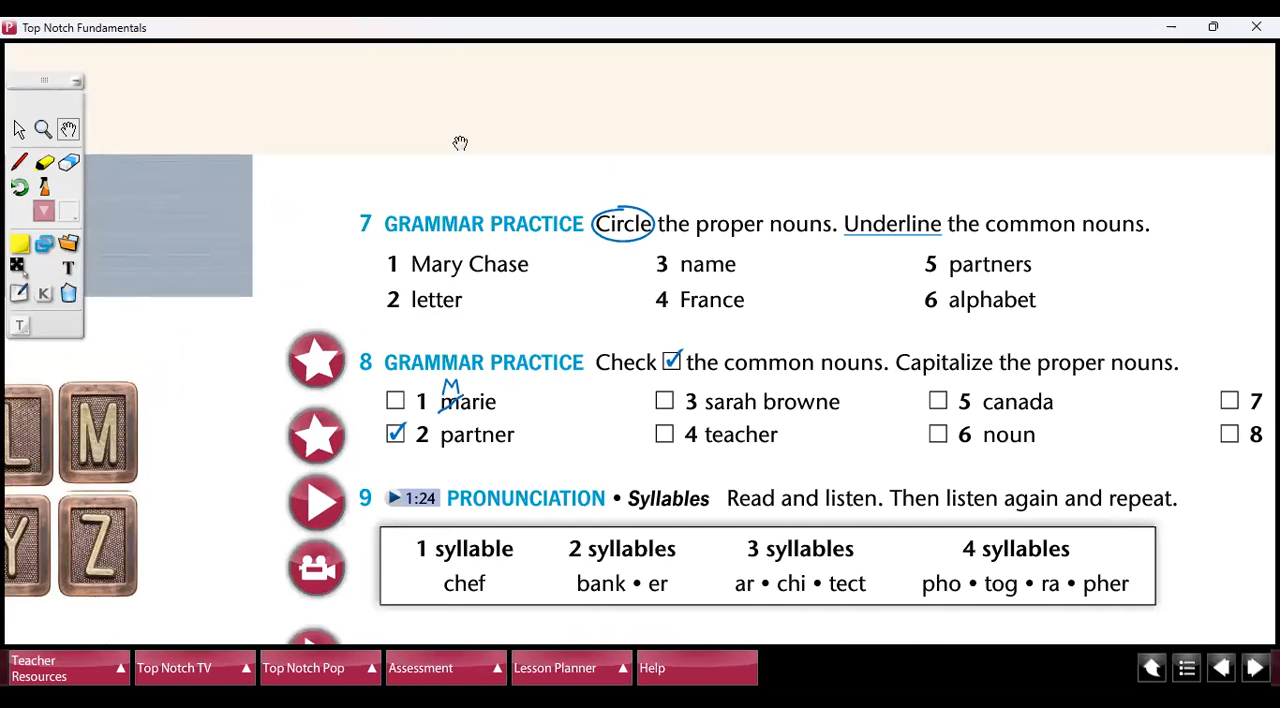 Top Notch Fundamentals
7 GRAMMAR PRACTICE Circle the proper nouns. Underline the common nouns.
1 Mary Chase 3 name 5 partners
2 letter 4 France 6 alphabet
8 GRAMMAR PRACTICE Check ☑ the common nouns. Capitalize the proper nouns.
M
1 marie 3 sarah browne 5 canada 7
2 partner 4 teacher 6 noun 8
9 1:24 PRONUNCIATION • Syllables Read and listen. Then listen again and repeat.
1 syllable 2 syllables 3 syllables 4 syllables
chef bank • er ar • chi • tect pho • tog • ra • pher
L M
Y Z
T
K
T
Teacher Resources Top Notch TV Top Notch Pop Assessment Lesson Planner Help